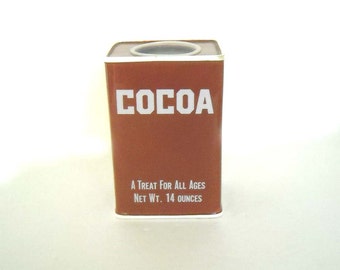 COCOA
A Treat For All Ages
Net Wt. 14 ounces